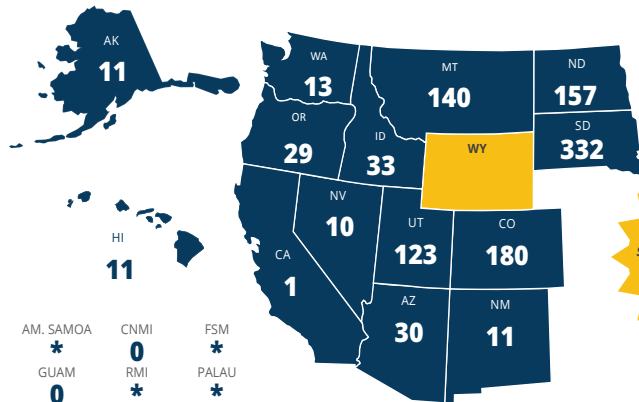 AK
11
WA
13
MT
140
ND
157
OR
29
ID
33
WY
SD
332
NV
10
UT
123
CO
180
HI
11
CA
1
AZ
30
NM
11
AM. SAMOA CNMI FSM
* 0 *
GUAM RMI PALAU
0 * *